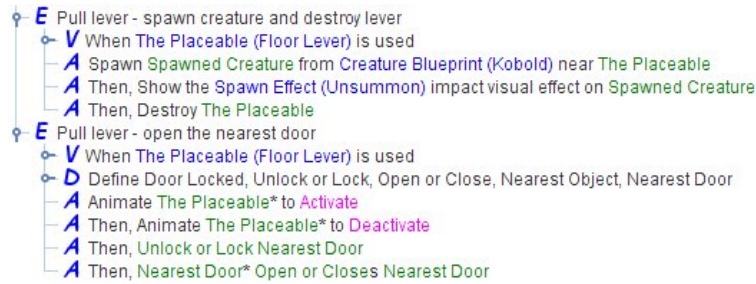 E Pull lever - spawn creature and destroy lever
V When The Placeable (Floor Lever) is used
A Spawn Spawned Creature from Creature Blueprint (Kobold) near The Placeable
A Then, Show the Spawn Effect (Unsummon) impact visual effect on Spawned Creature
A Then, Destroy The Placeable
E Pull lever - open the nearest door
V When The Placeable (Floor Lever) is used
D Define Door Locked, Unlock or Lock, Open or Close, Nearest Object, Nearest Door
A Animate The Placeable* to Activate
A Then, Animate The Placeable* to Deactivate
A Then, Unlock or Lock Nearest Door
A Then, Nearest Door* Open or Closes Nearest Door